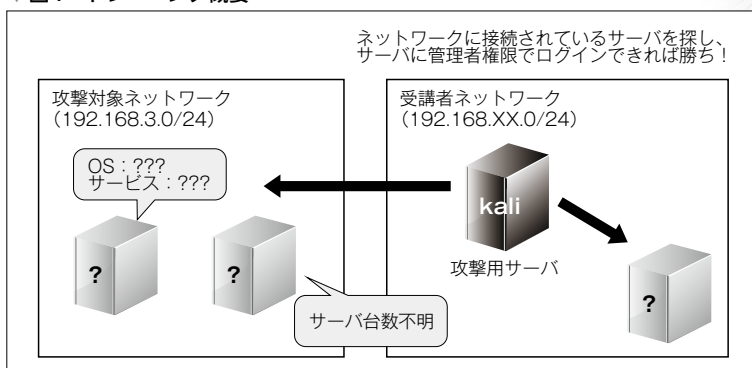 ネットワークに接続されているサーバを探し、
サーバに管理者権限でログインできれば勝ち！
攻撃対象ネットワーク
（192.168.3.0/24）
OS：???
サービス：???
?
?
サーバ台数不明
受講者ネットワーク
（192.168.XX.0/24）
kali
攻撃用サーバ
?